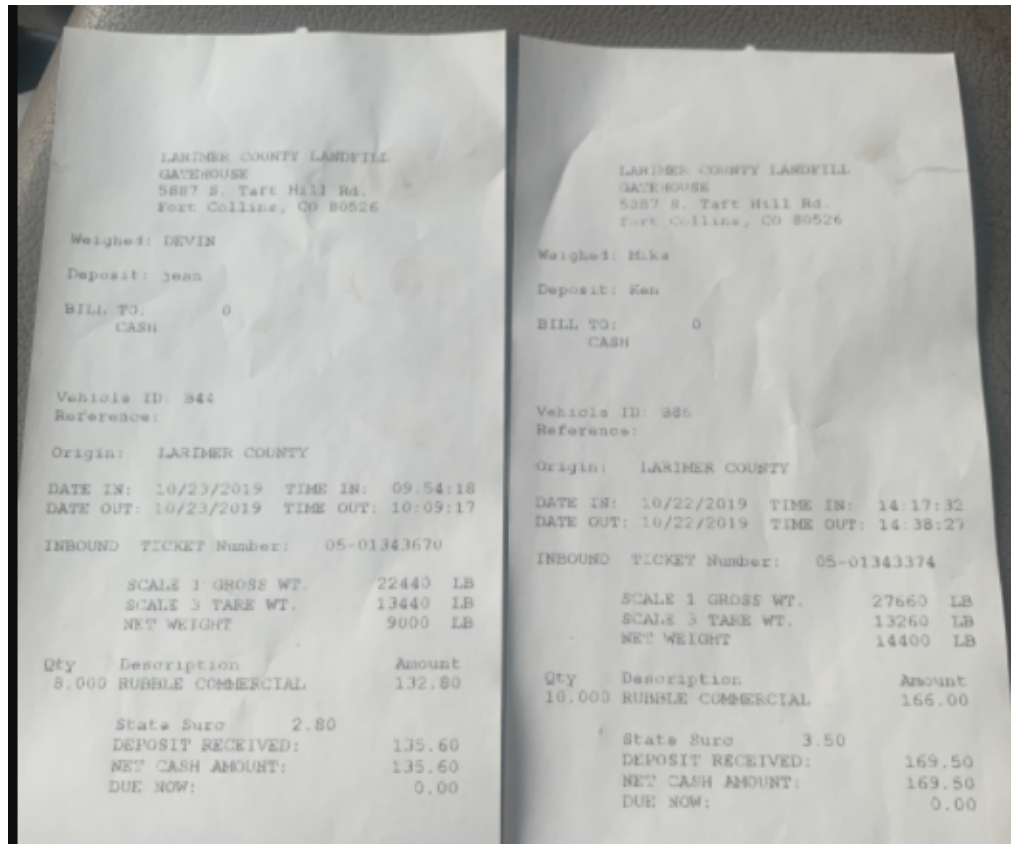 LARIMER COUNTY LANDFILL
GATEHOUSE
5887 S. Taft Hill Rd.
Fort Collins, CO 80526
Weighed: DEVIN
Deposit: jean
BILL TO: 0
CASH
Vehicle ID: 844
Reference:
Origin: LARIMER COUNTY
DATE IN: 10/23/2019 TIME IN: 09:54:18
DATE OUT: 10/23/2019 TIME OUT: 10:09:17
INBOUND TICKET Number: 05-01343670
SCALE 1 GROSS WT. 22440 LB
SCALE 3 TARE WT. 13440 LB
NET WEIGHT 9000 LB
Qty Description Amount
8.000 RUBBLE COMMERCIAL 132.80
State Surc 2.80
DEPOSIT RECEIVED: 135.60
NET CASH AMOUNT: 135.60
DUE NOW: 0.00
LARIMER COUNTY LANDFILL
GATEHOUSE
5887 S. Taft Hill Rd.
Fort Collins, CO 80526
Weighed: Mike
Deposit: Ken
BILL TO: 0
CASH
Vehicle ID: 886
Reference:
Origin: LARIMER COUNTY
DATE IN: 10/22/2019 TIME IN: 14:17:32
DATE OUT: 10/22/2019 TIME OUT:
INBOUND TICKET Number: 05-01343374
SCALE 1 GROSS WT. 27660 LB
SCALE 3 TARE WT. 13260 LB
NET WEIGHT 14400 LB
Qty Description Amount
10.000 RUBBLE COMMERCIAL 166.00
State Surc 3.50
DEPOSIT RECEIVED: 169.50
NET CASH AMOUNT: 169.50
DUE NOW: 0.00